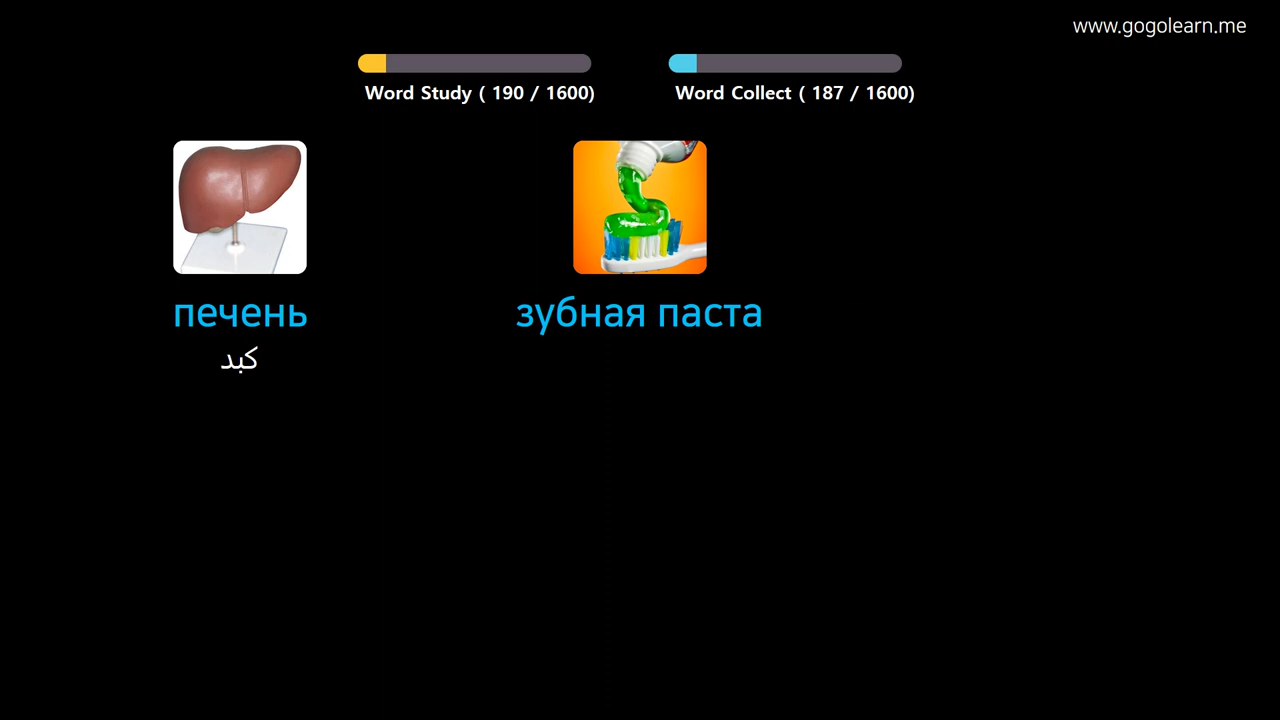 www.gogolearn.me
Word Study ( 190 / 1600)
Word Collect ( 187 / 1600)
печень
зубная паста
کبد